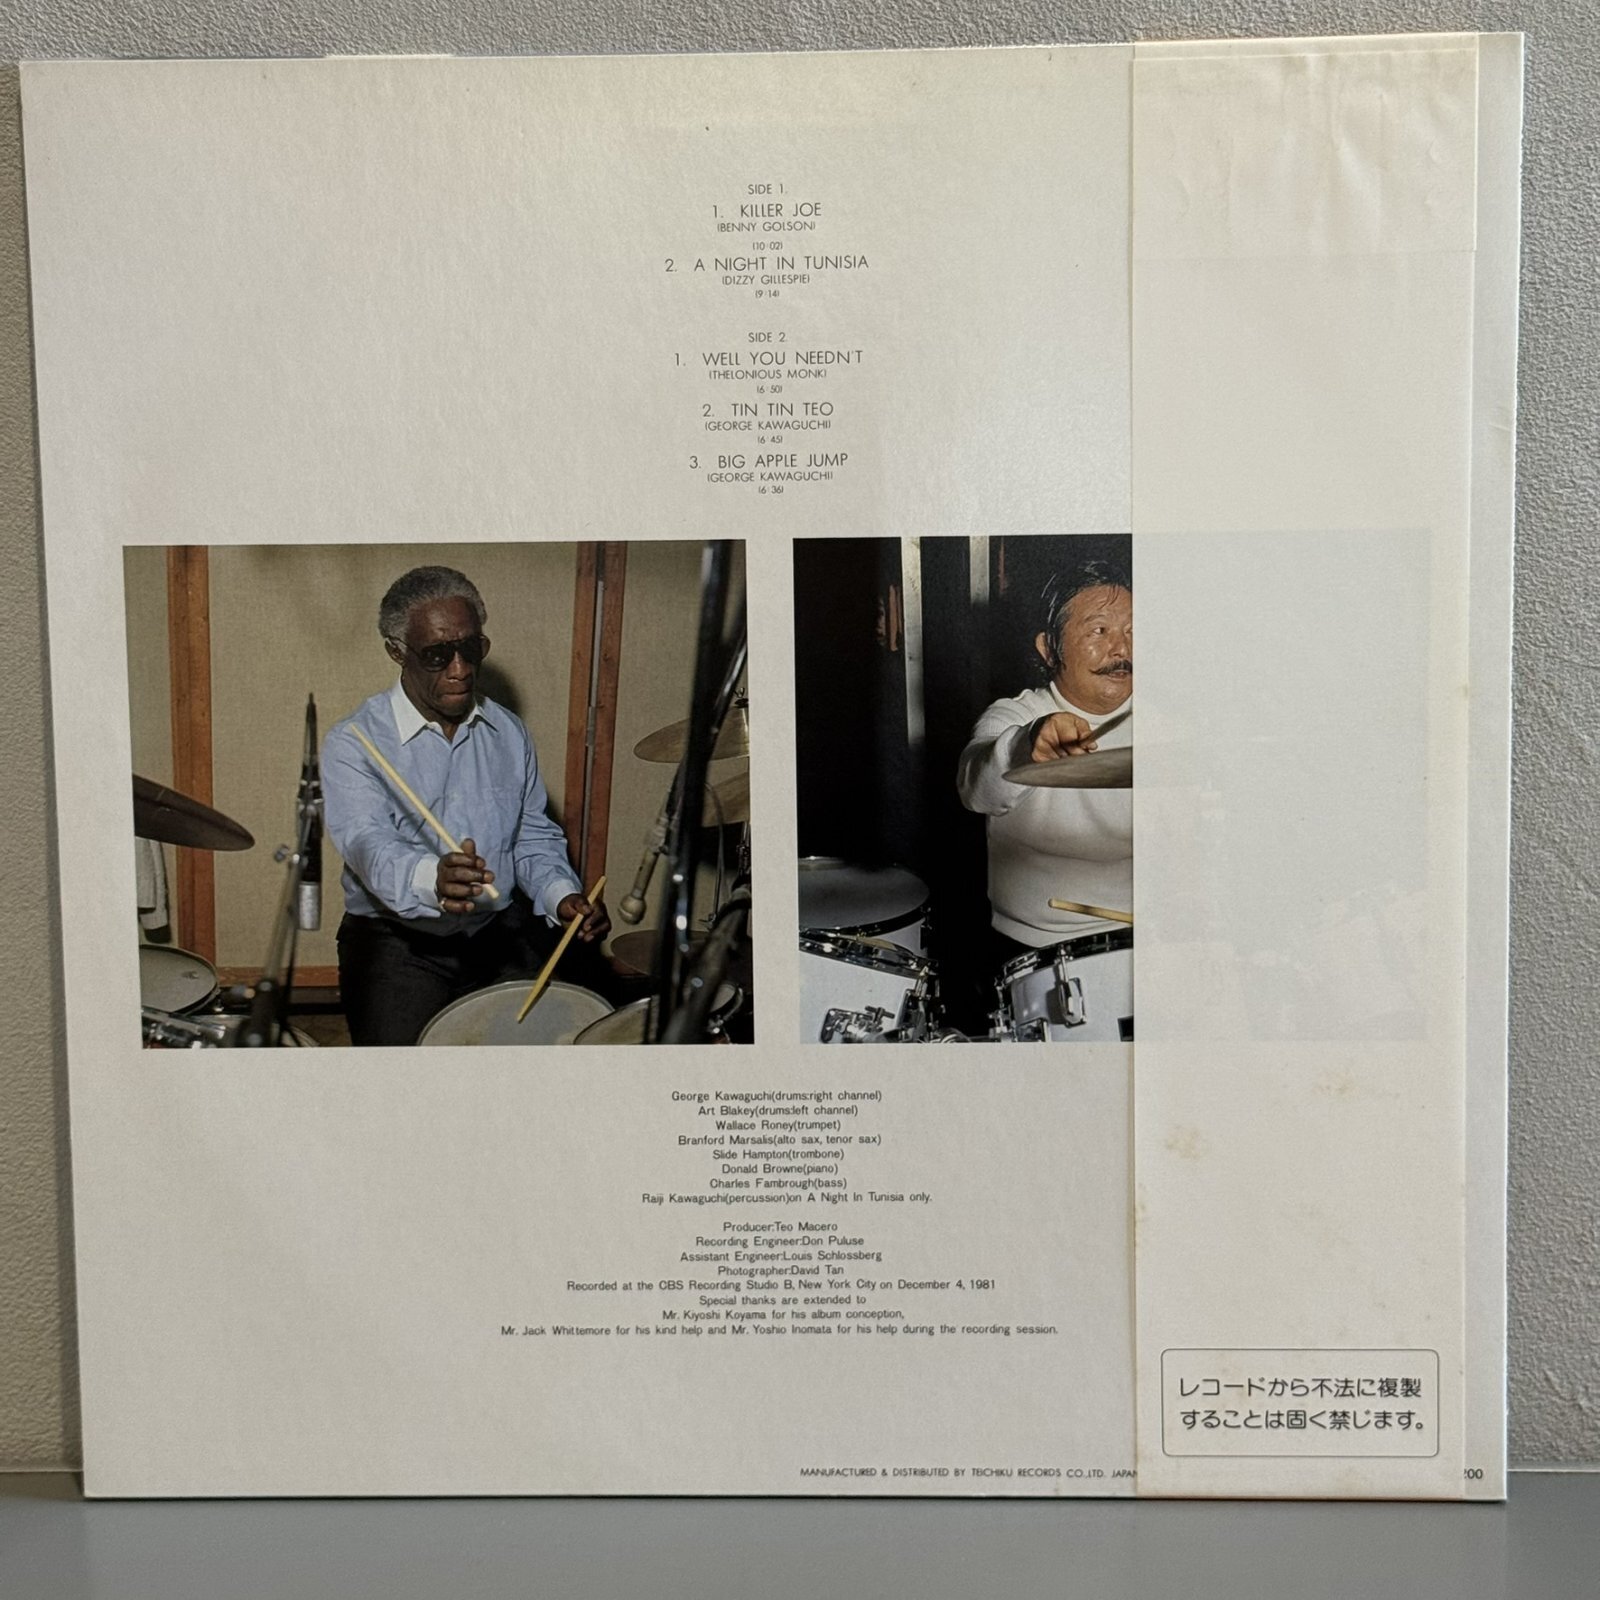 SIDE 1.
1. KILLER JOE
(BENNY GOLSON)
(10:02)
2. A NIGHT IN TUNISIA
(DIZZY GILLESPIE)
(9:14)
SIDE 2.
1. WELL YOU NEEDN'T
(THELONIOUS MONK)
(6:50)
2. TIN TIN TEO
(GEORGE KAWAGUCHI)
(6:45)
3. BIG APPLE JUMP
(GEORGE KAWAGUCHI)
(6:36)
George Kawaguchi(drums:right channel)
Art Blakey(drums:left channel)
Wallace Roney(trumpet)
Branford Marsalis(alto sax, tenor sax)
Slide Hampton(trombone)
Donald Browne(piano)
Charles Fambrough(bass)
Raiji Kawaguchi(percussion)on A Night In Tunisia only.
Producer:Teo Macero
Recording Engineer:Don Puluse
Assistant Engineer:Louis Schlossberg
Photographer:David Tan
Recorded at the CBS Recording Studio B, New York City on December 4, 1981
Special thanks are extended to
Mr. Kiyoshi Koyama for his album conception,
Mr. Jack Whittemore for his kind help and Mr. Yoshio Inomata for his help during the recording session.
レコードから不法に複製
することは固く禁じます。
MANUFACTURED & DISTRIBUTED BY TEICHIKU RECORDS CO.,LTD. JAPAN
200